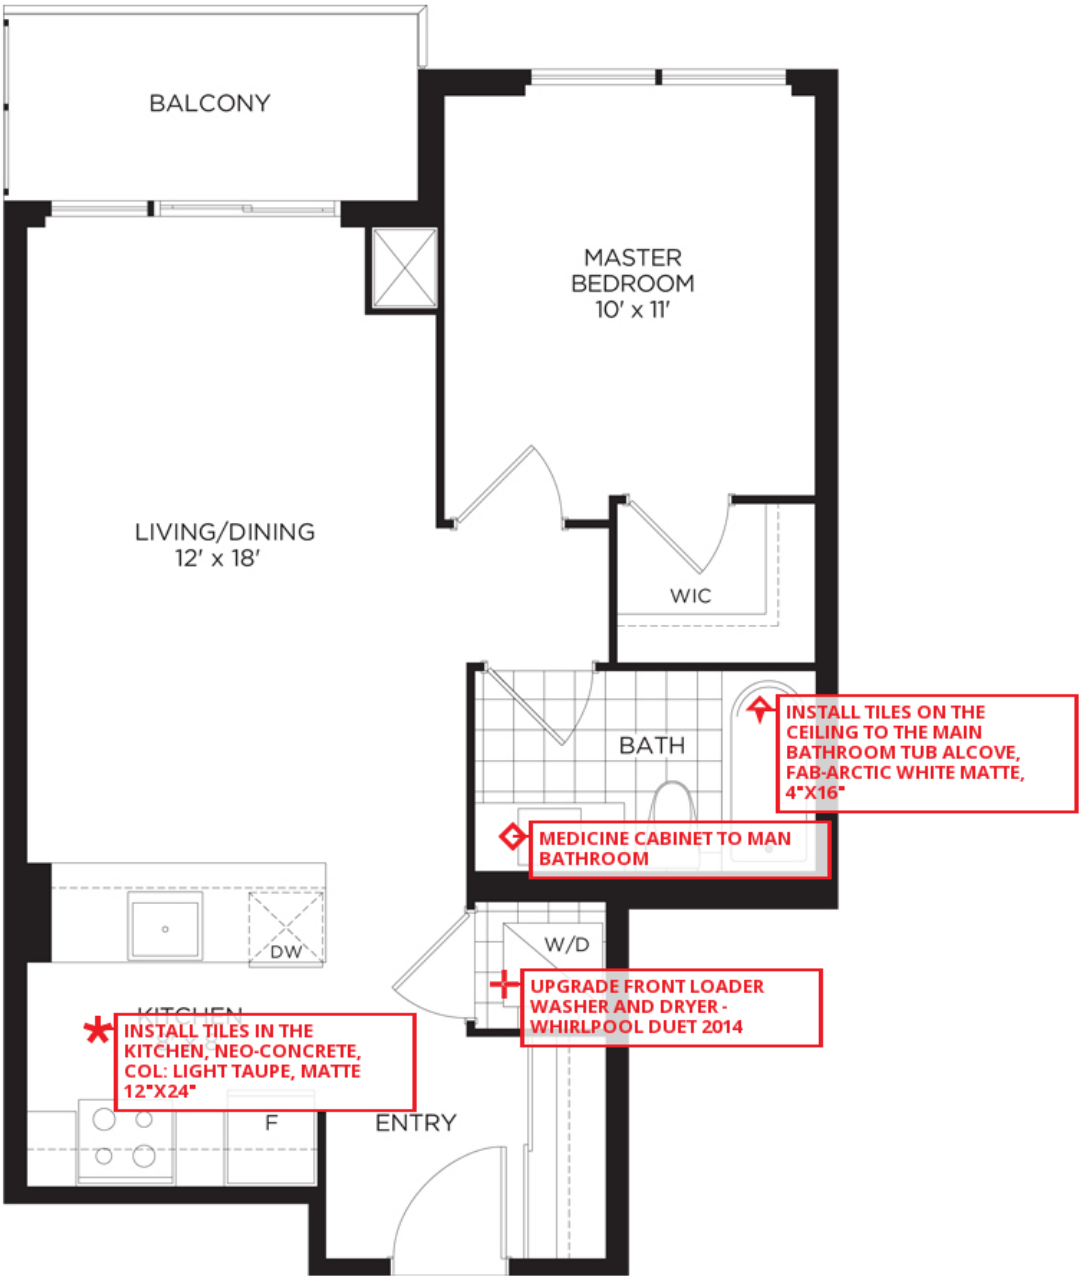 BALCONY
MASTER
BEDROOM
10' x 11'
LIVING/DINING
12' x 18'
WIC
BATH
INSTALL TILES ON THE
CEILING TO THE MAIN
BATHROOM TUB ALCOVE,
FAB-ARCTIC WHITE MATTE,
4"X16"
MEDICINE CABINET TO MAN
BATHROOM
DW
W/D
UPGRADE FRONT LOADER
WASHER AND DRYER -
WHIRLPOOL DUET 2014
KITCHEN
INSTALL TILES IN THE
KITCHEN, NEO-CONCRETE,
COL: LIGHT TAUPE, MATTE
12"X24"
F
ENTRY